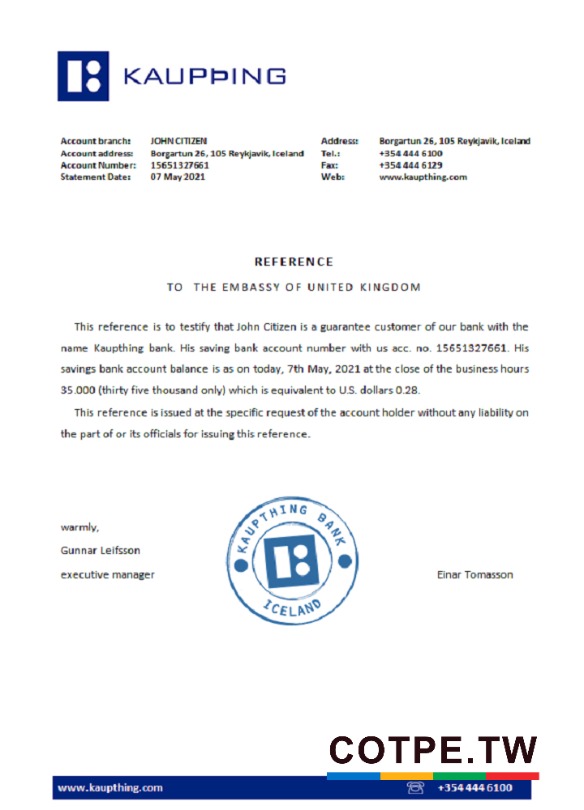 KAUPÞING
Account branch: JOHN CITIZEN
Account address: Borgartun 26, 105 Reykjavik, Iceland
Account Number: 15651327661
Statement Date: 07 May 2021
Address: Borgartun 26, 105 Reykjavik, Iceland
Tel.: +354 444 6100
Fax: +354 444 6129
Web: www.kaupthing.com
REFERENCE
TO THE EMBASSY OF UNITED KINGDOM
This reference is to testify that John Citizen is a guarantee customer of our bank with the
name Kaupthing bank. His saving bank account number with us acc. no. 15651327661. His
savings bank account balance is as on today, 7th May, 2021 at the close of the business hours
35.000 (thirty five thousand only) which is equivalent to U.S. dollars 0.28.
This reference is issued at the specific request of the account holder without any liability on
the part of or its officials for issuing this reference.
warmly,
Gunnar Leifsson
executive manager
KAUPTHING BANK
ICELAND
Einar Tomasson
COTPE.TW
www.kaupthing.com
+354 444 6100